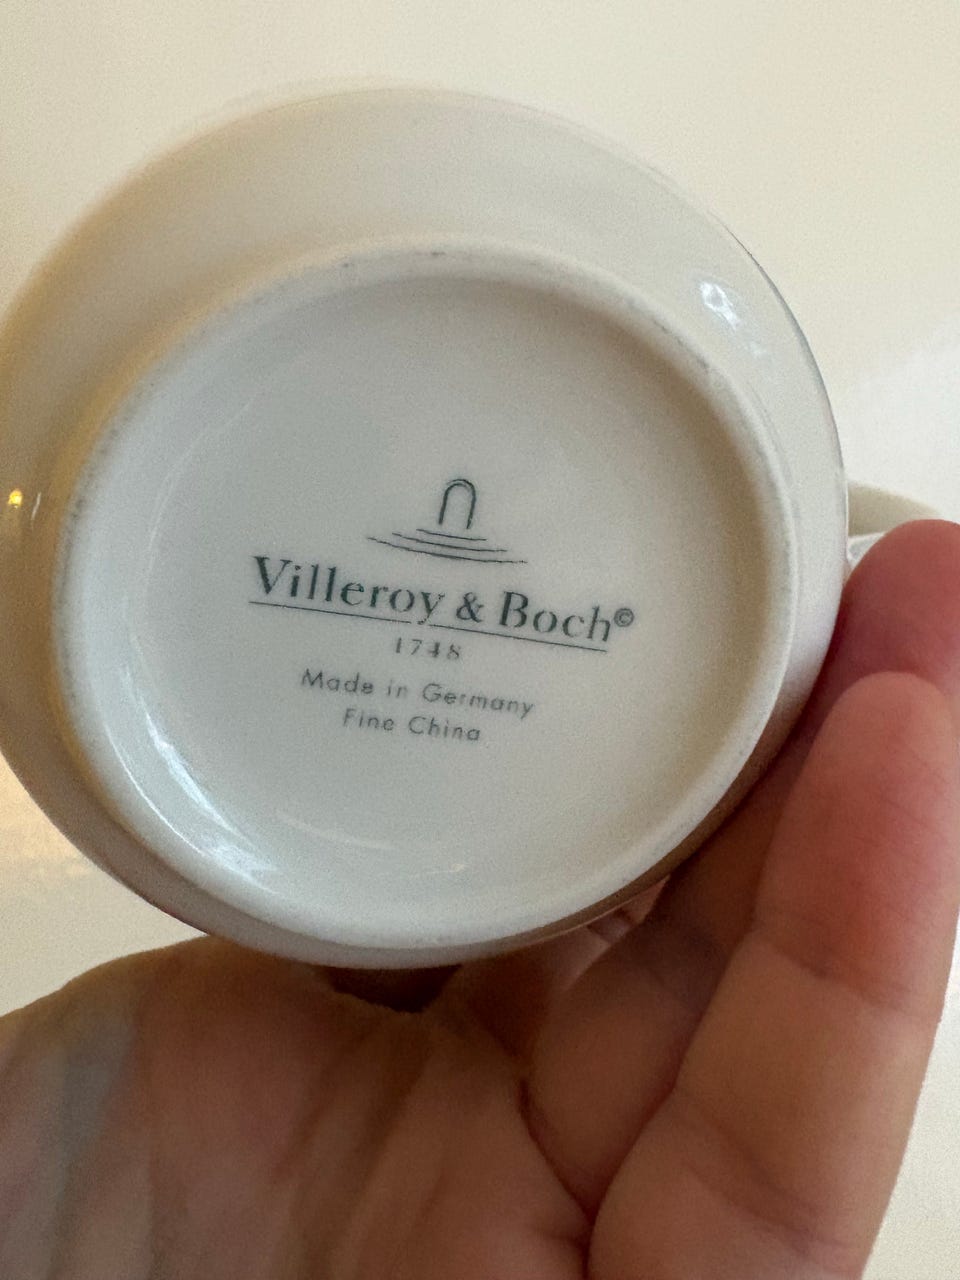 Villeroy & Boch©
1748
Made in Germany
Fine China